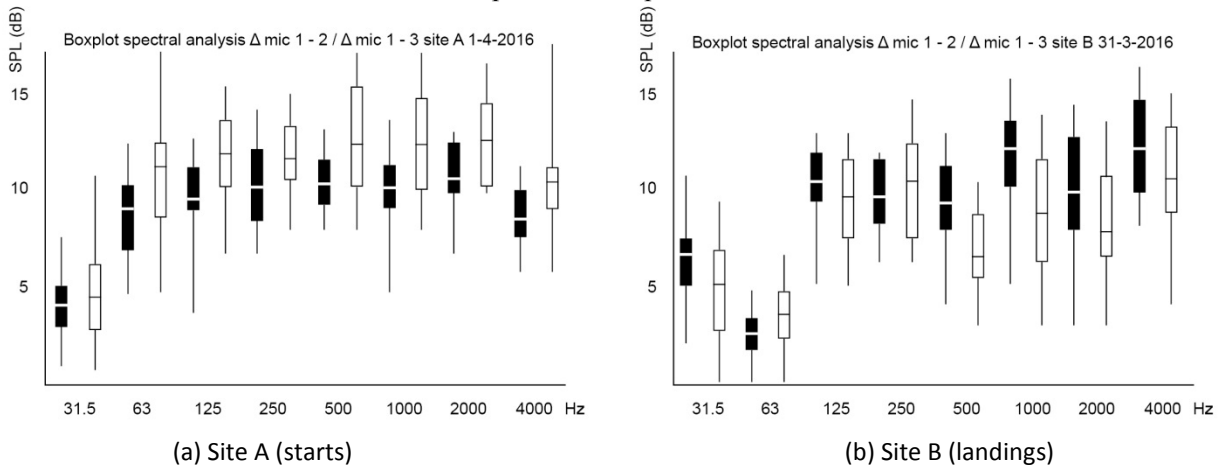 SPL (dB)
Boxplot spectral analysis Δ mic 1 - 2 / Δ mic 1 - 3 site A 1-4-2016
15
10
5
31.5 63 125 250 500 1000 2000 4000 Hz
(a) Site A (starts)
SPL (dB)
Boxplot spectral analysis Δ mic 1 - 2 / Δ mic 1 - 3 site B 31-3-2016
15
10
5
31.5 63 125 250 500 1000 2000 4000 Hz
(b) Site B (landings)